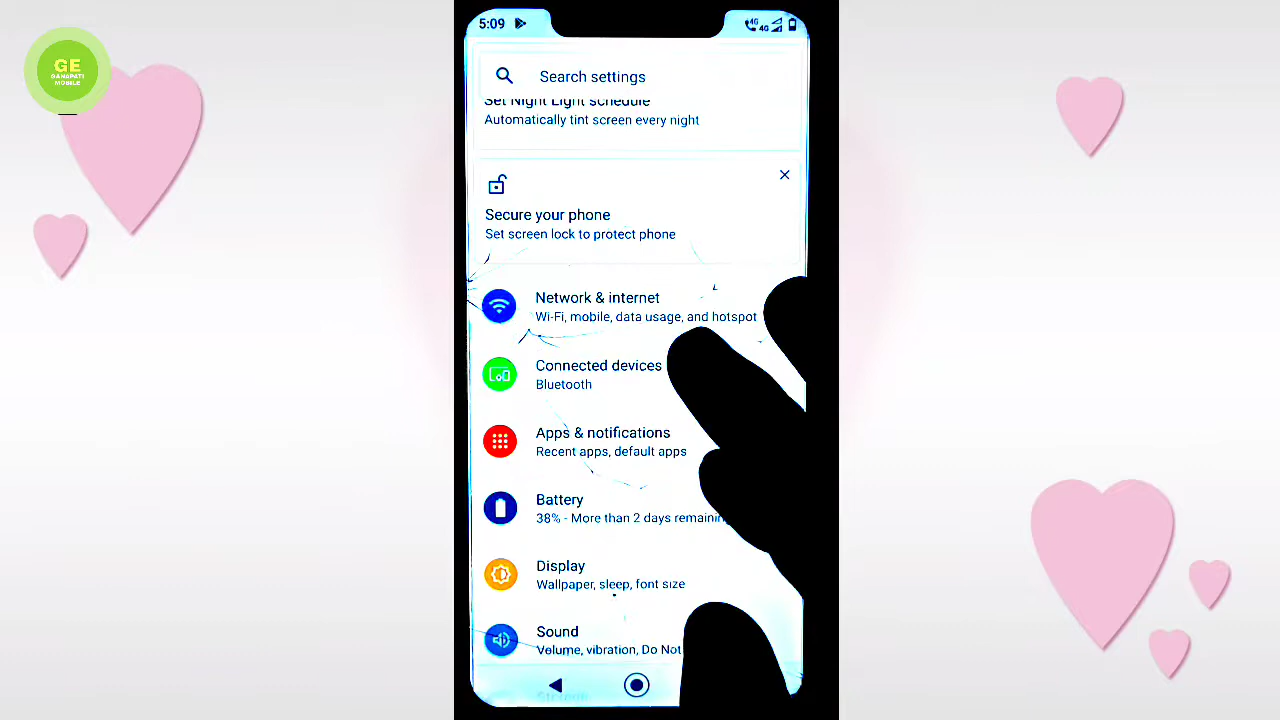 GE
GANAPATI
MOBILE
5:09
4G
4G
Search settings
Set Night Light schedule
Automatically tint screen every night
Secure your phone
Set screen lock to protect phone
Network & internet
Wi-Fi, mobile, data usage, and hotspot
Connected devices
Bluetooth
Apps & notifications
Recent apps, default apps
Battery
38% - More than 2 days remainin
Display
Wallpaper, sleep, font size
Sound
Volume, vibration, Do Not
Storage